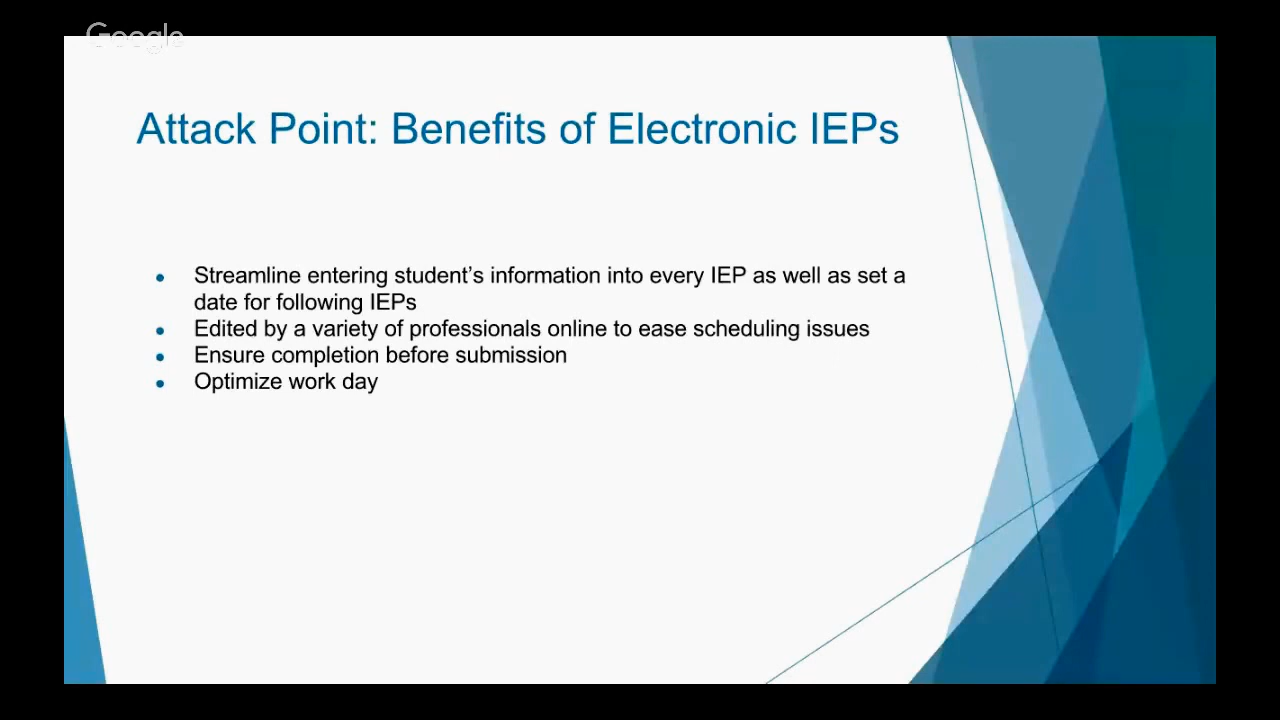 Google
Attack Point: Benefits of Electronic IEPs
● Streamline entering student’s information into every IEP as well as set a
date for following IEPs
● Edited by a variety of professionals online to ease scheduling issues
● Ensure completion before submission
● Optimize work day